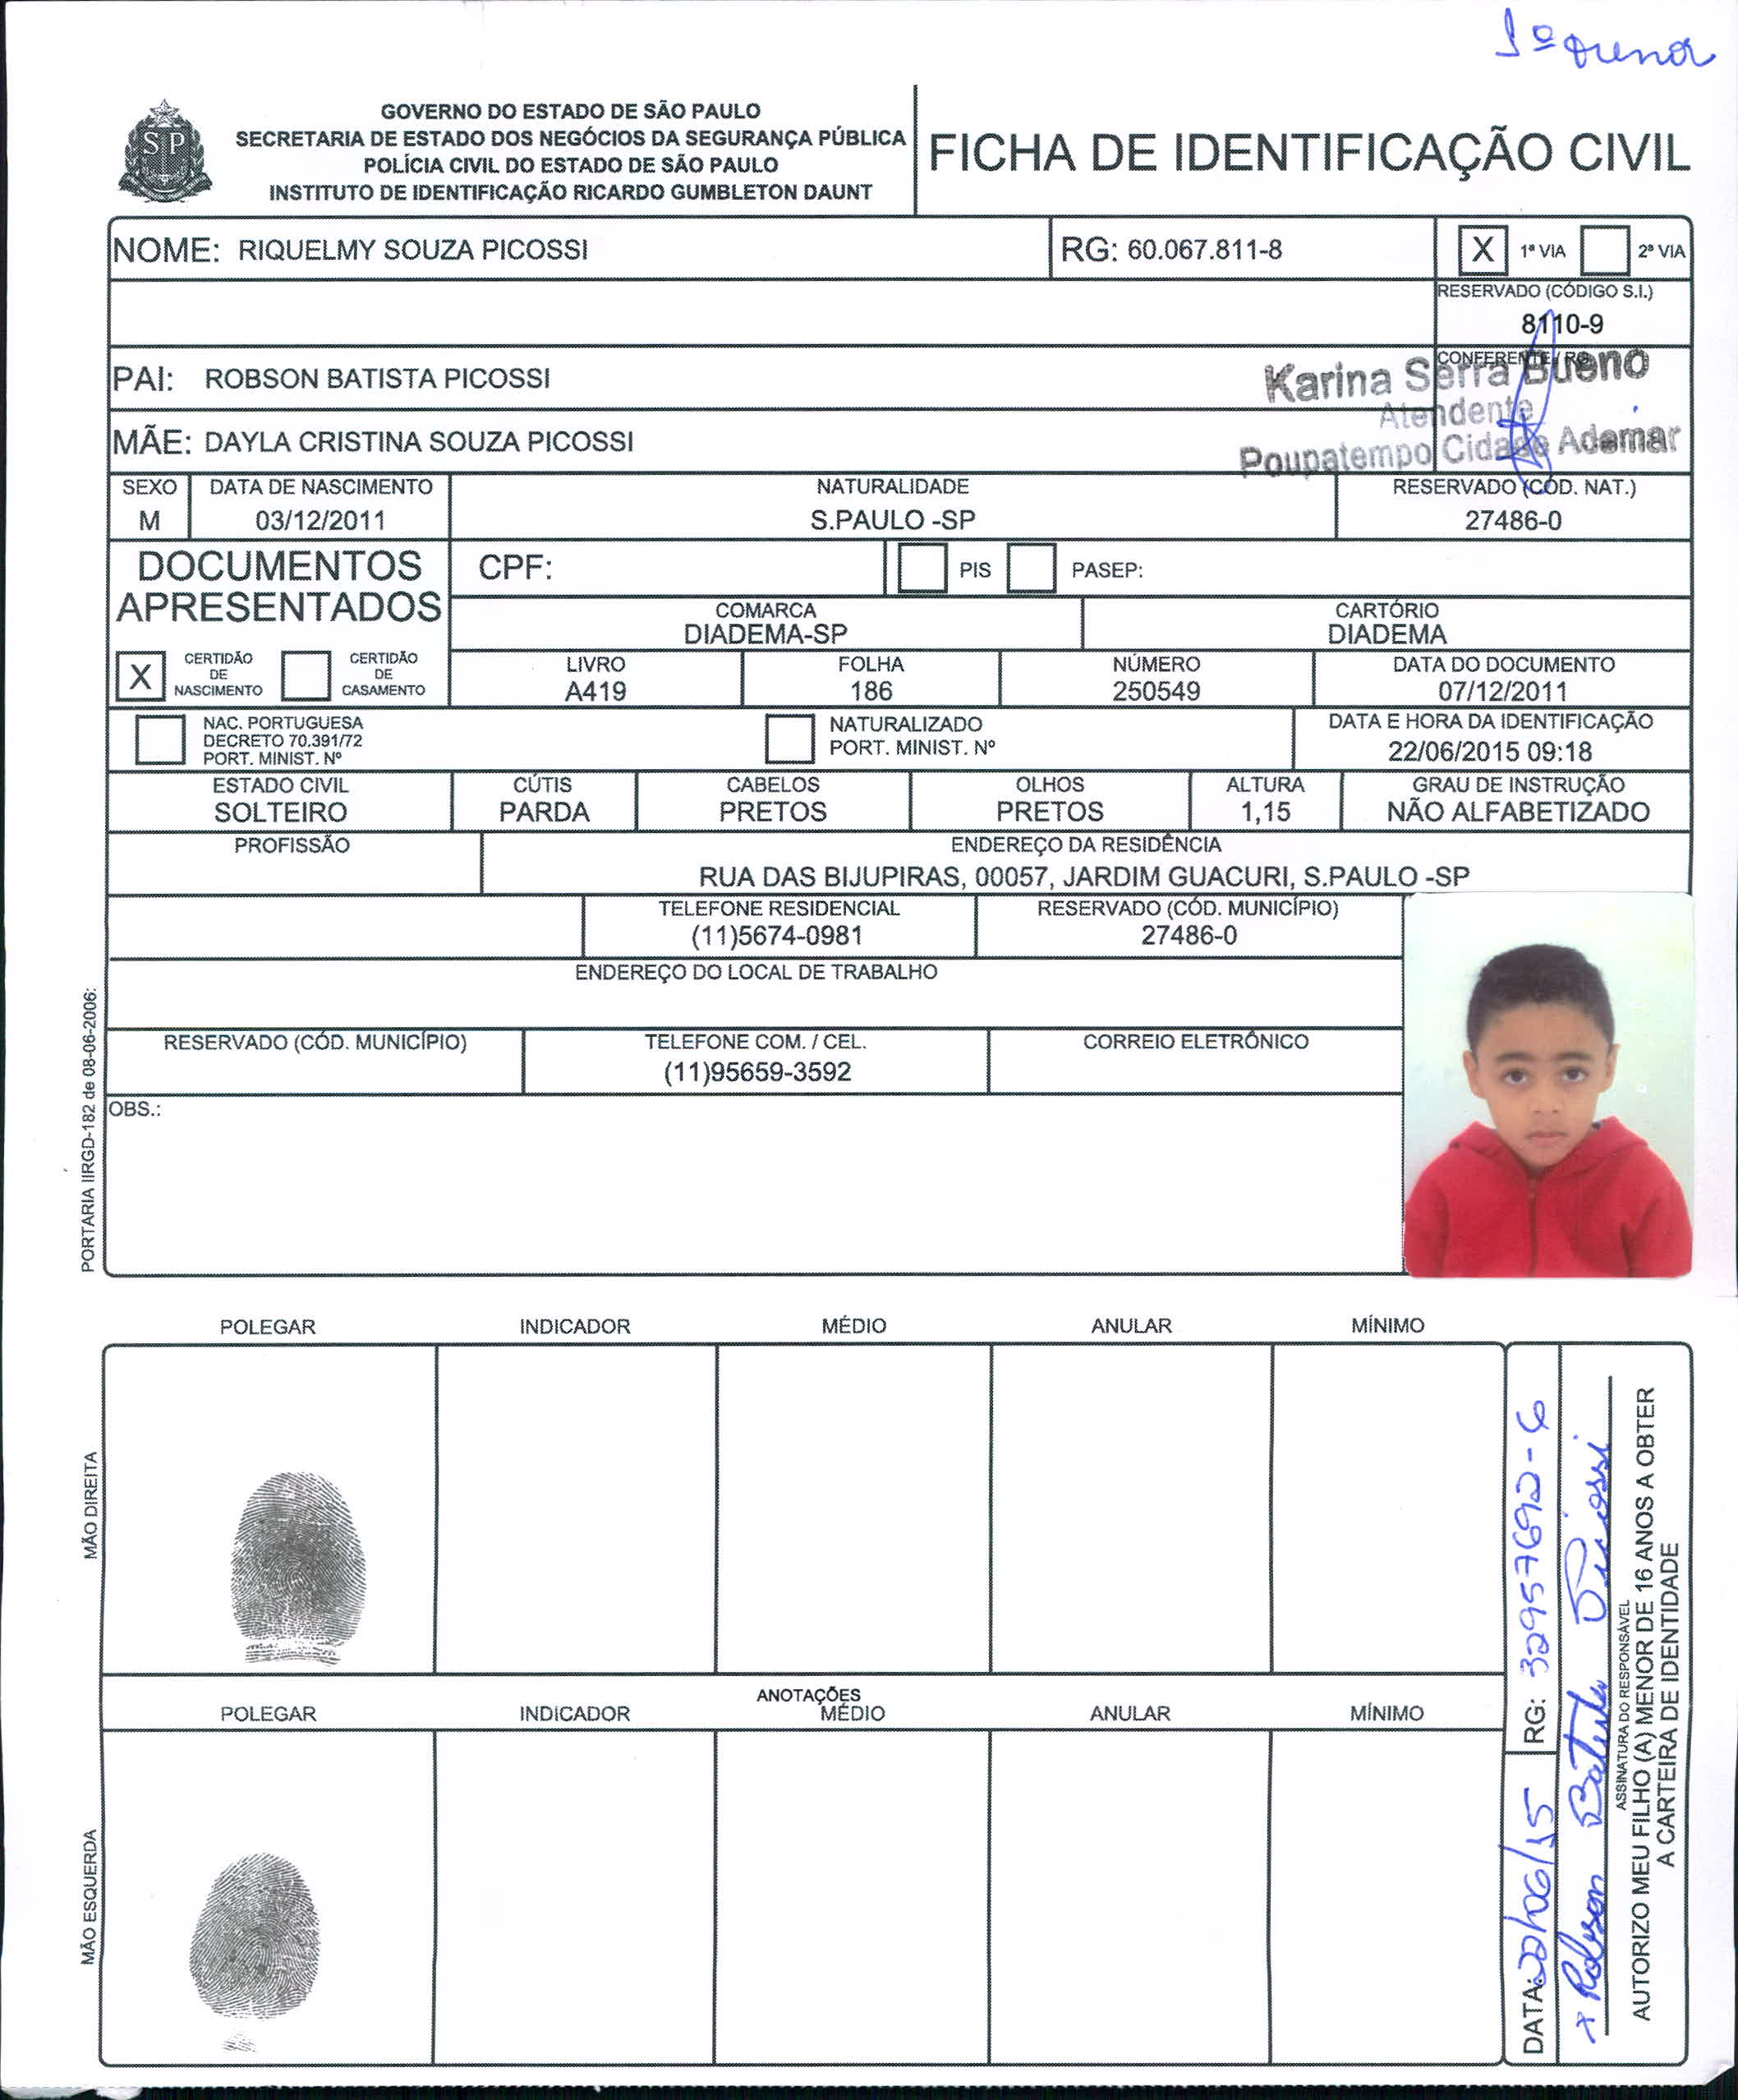 1º menor
GOVERNO DO ESTADO DE SÃO PAULO
SECRETARIA DE ESTADO DOS NEGÓCIOS DA SEGURANÇA PÚBLICA
POLÍCIA CIVIL DO ESTADO DE SÃO PAULO
INSTITUTO DE IDENTIFICAÇÃO RICARDO GUMBLETON DAUNT
SP
FICHA DE IDENTIFICAÇÃO CIVIL
NOME: RIQUELMY SOUZA PICOSSI
RG: 60.067.811-8
X 1ª VIA 2ª VIA
RESERVADO (CÓDIGO S.I.)
8110-9
PAI: ROBSON BATISTA PICOSSI
CONFERENTE / RG
Karina Serra Bueno
Atendente
Poupatempo Cidade Ademar
MÃE: DAYLA CRISTINA SOUZA PICOSSI
SEXO DATA DE NASCIMENTO NATURALIDADE RESERVADO (CÓD. NAT.)
M 03/12/2011 S.PAULO -SP 27486-0
DOCUMENTOS
APRESENTADOS
CPF: PIS PASEP:
COMARCA CARTÓRIO
DIADEMA-SP DIADEMA
X CERTIDÃO DE NASCIMENTO CERTIDÃO DE CASAMENTO
LIVRO FOLHA NÚMERO DATA DO DOCUMENTO
A419 186 250549 07/12/2011
NAC. PORTUGUESA
DECRETO 70.391/72
PORT. MINIST. Nº
NATURALIZADO
PORT. MINIST. Nº
DATA E HORA DA IDENTIFICAÇÃO
22/06/2015 09:18
ESTADO CIVIL CÚTIS CABELOS OLHOS ALTURA GRAU DE INSTRUÇÃO
SOLTEIRO PARDA PRETOS PRETOS 1,15 NÃO ALFABETIZADO
PROFISSÃO ENDEREÇO DA RESIDÊNCIA
RUA DAS BIJUPIRAS, 00057, JARDIM GUACURI, S.PAULO -SP
TELEFONE RESIDENCIAL RESERVADO (CÓD. MUNICÍPIO)
(11)5674-0981 27486-0
ENDEREÇO DO LOCAL DE TRABALHO
RESERVADO (CÓD. MUNICÍPIO) TELEFONE COM. / CEL. CORREIO ELETRÔNICO
(11)95659-3592
OBS.:
PORTARIA IIRGD-182 de 08-06-2006:
POLEGAR INDICADOR MÉDIO ANULAR MÍNIMO
MÃO DIREITA
ANOTAÇÕES
POLEGAR INDICADOR MÉDIO ANULAR MÍNIMO
MÃO ESQUERDA
DATA: 22/06/15 RG: 32957692-6
x Robson Batista Picossi
ASSINATURA DO RESPONSÁVEL
AUTORIZO MEU FILHO (A) MENOR DE 16 ANOS A OBTER
A CARTEIRA DE IDENTIDADE